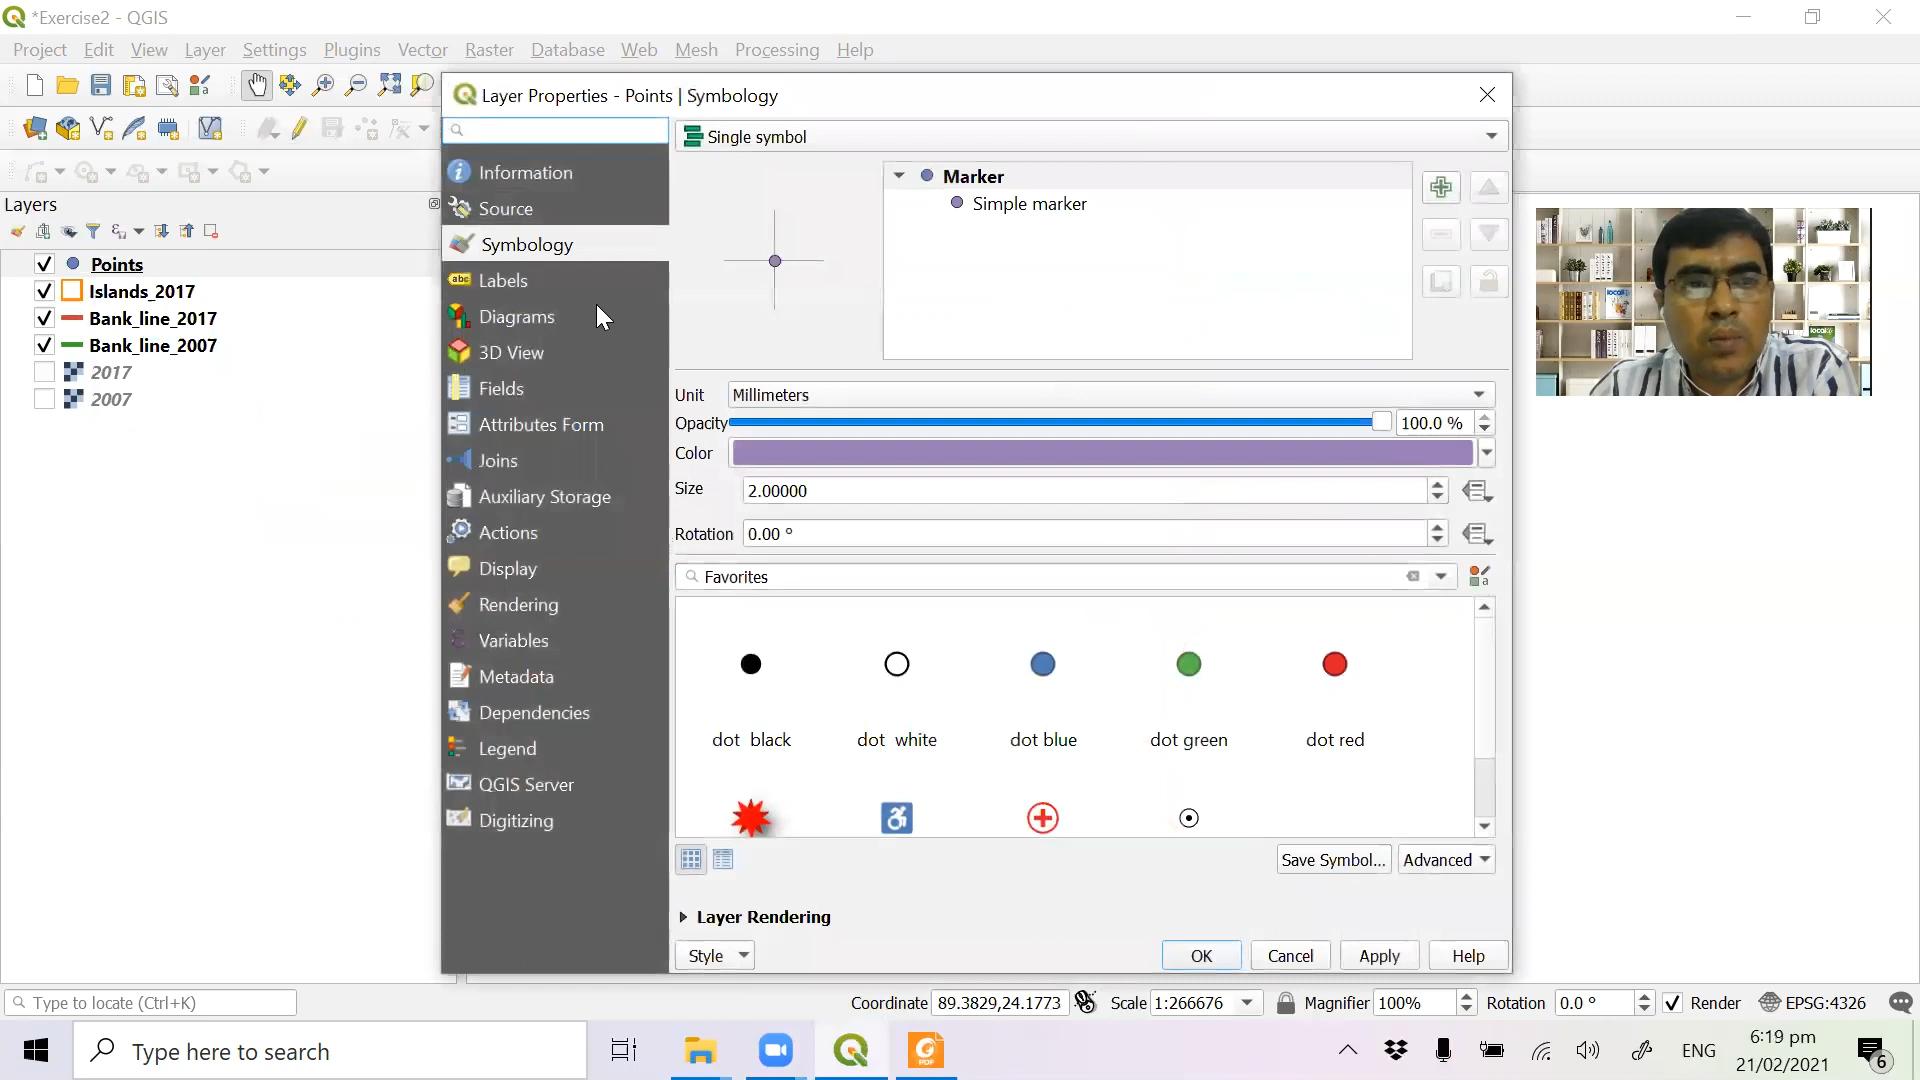 *Exercise2 - QGIS
Project Edit View Layer Settings Plugins Vector Raster Database Web Mesh Processing Help
Layer Properties - Points | Symbology
Single symbol
Information
Source
Symbology
Labels
Diagrams
3D View
Fields
Attributes Form
Joins
Auxiliary Storage
Actions
Display
Rendering
Variables
Metadata
Dependencies
Legend
QGIS Server
Digitizing
Layers
Points
Islands_2017
Bank_line_2017
Bank_line_2007
2017
2007
Marker
Simple marker
Unit Millimeters
Opacity 100.0 %
Color
Size 2.00000
Rotation 0.00 °
Favorites
dot black dot white dot blue dot green dot red
Save Symbol... Advanced
Layer Rendering
Style OK Cancel Apply Help
Type to locate (Ctrl+K) Coordinate 89.3829,24.1773 Scale 1:266676 Magnifier 100% Rotation 0.0 ° Render EPSG:4326
Type here to search
ENG
6:19 pm
21/02/2021
6